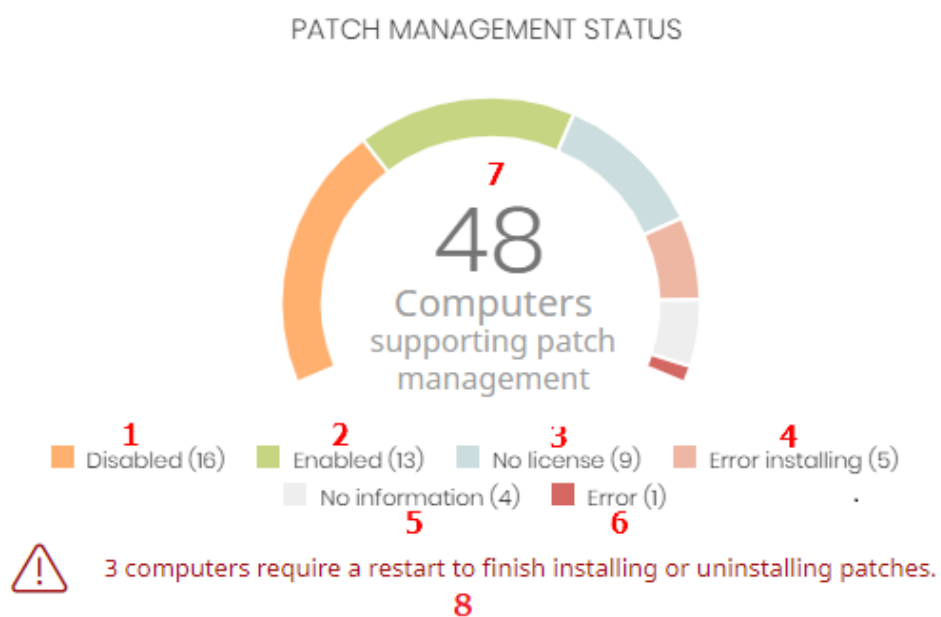 PATCH MANAGEMENT STATUS
7
48
Computers
supporting patch
management
1 2 3 4
Disabled (16) Enabled (13) No license (9) Error installing (5)
No information (4) Error (1) .
5 6
3 computers require a restart to finish installing or uninstalling patches.
8